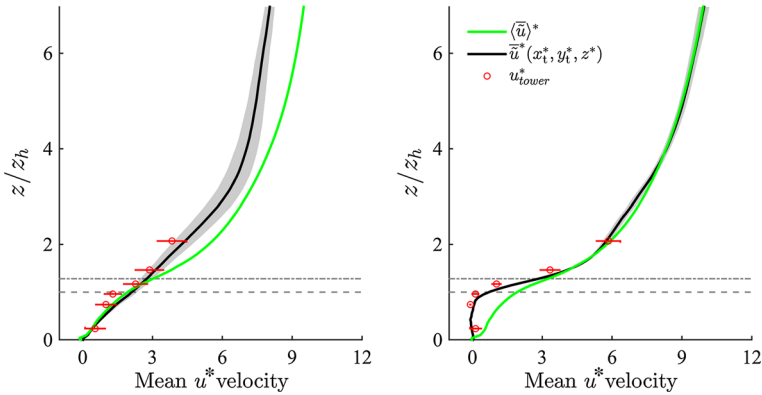 6
4
2
0
z/z_h
0 3 6 9 12
Mean u* velocity
6
4
2
0
z/z_h
0 3 6 9 12
Mean u* velocity
⟨ũ̅⟩*
ũ̅*(x*_t, y*_t, z*)
u*_tower